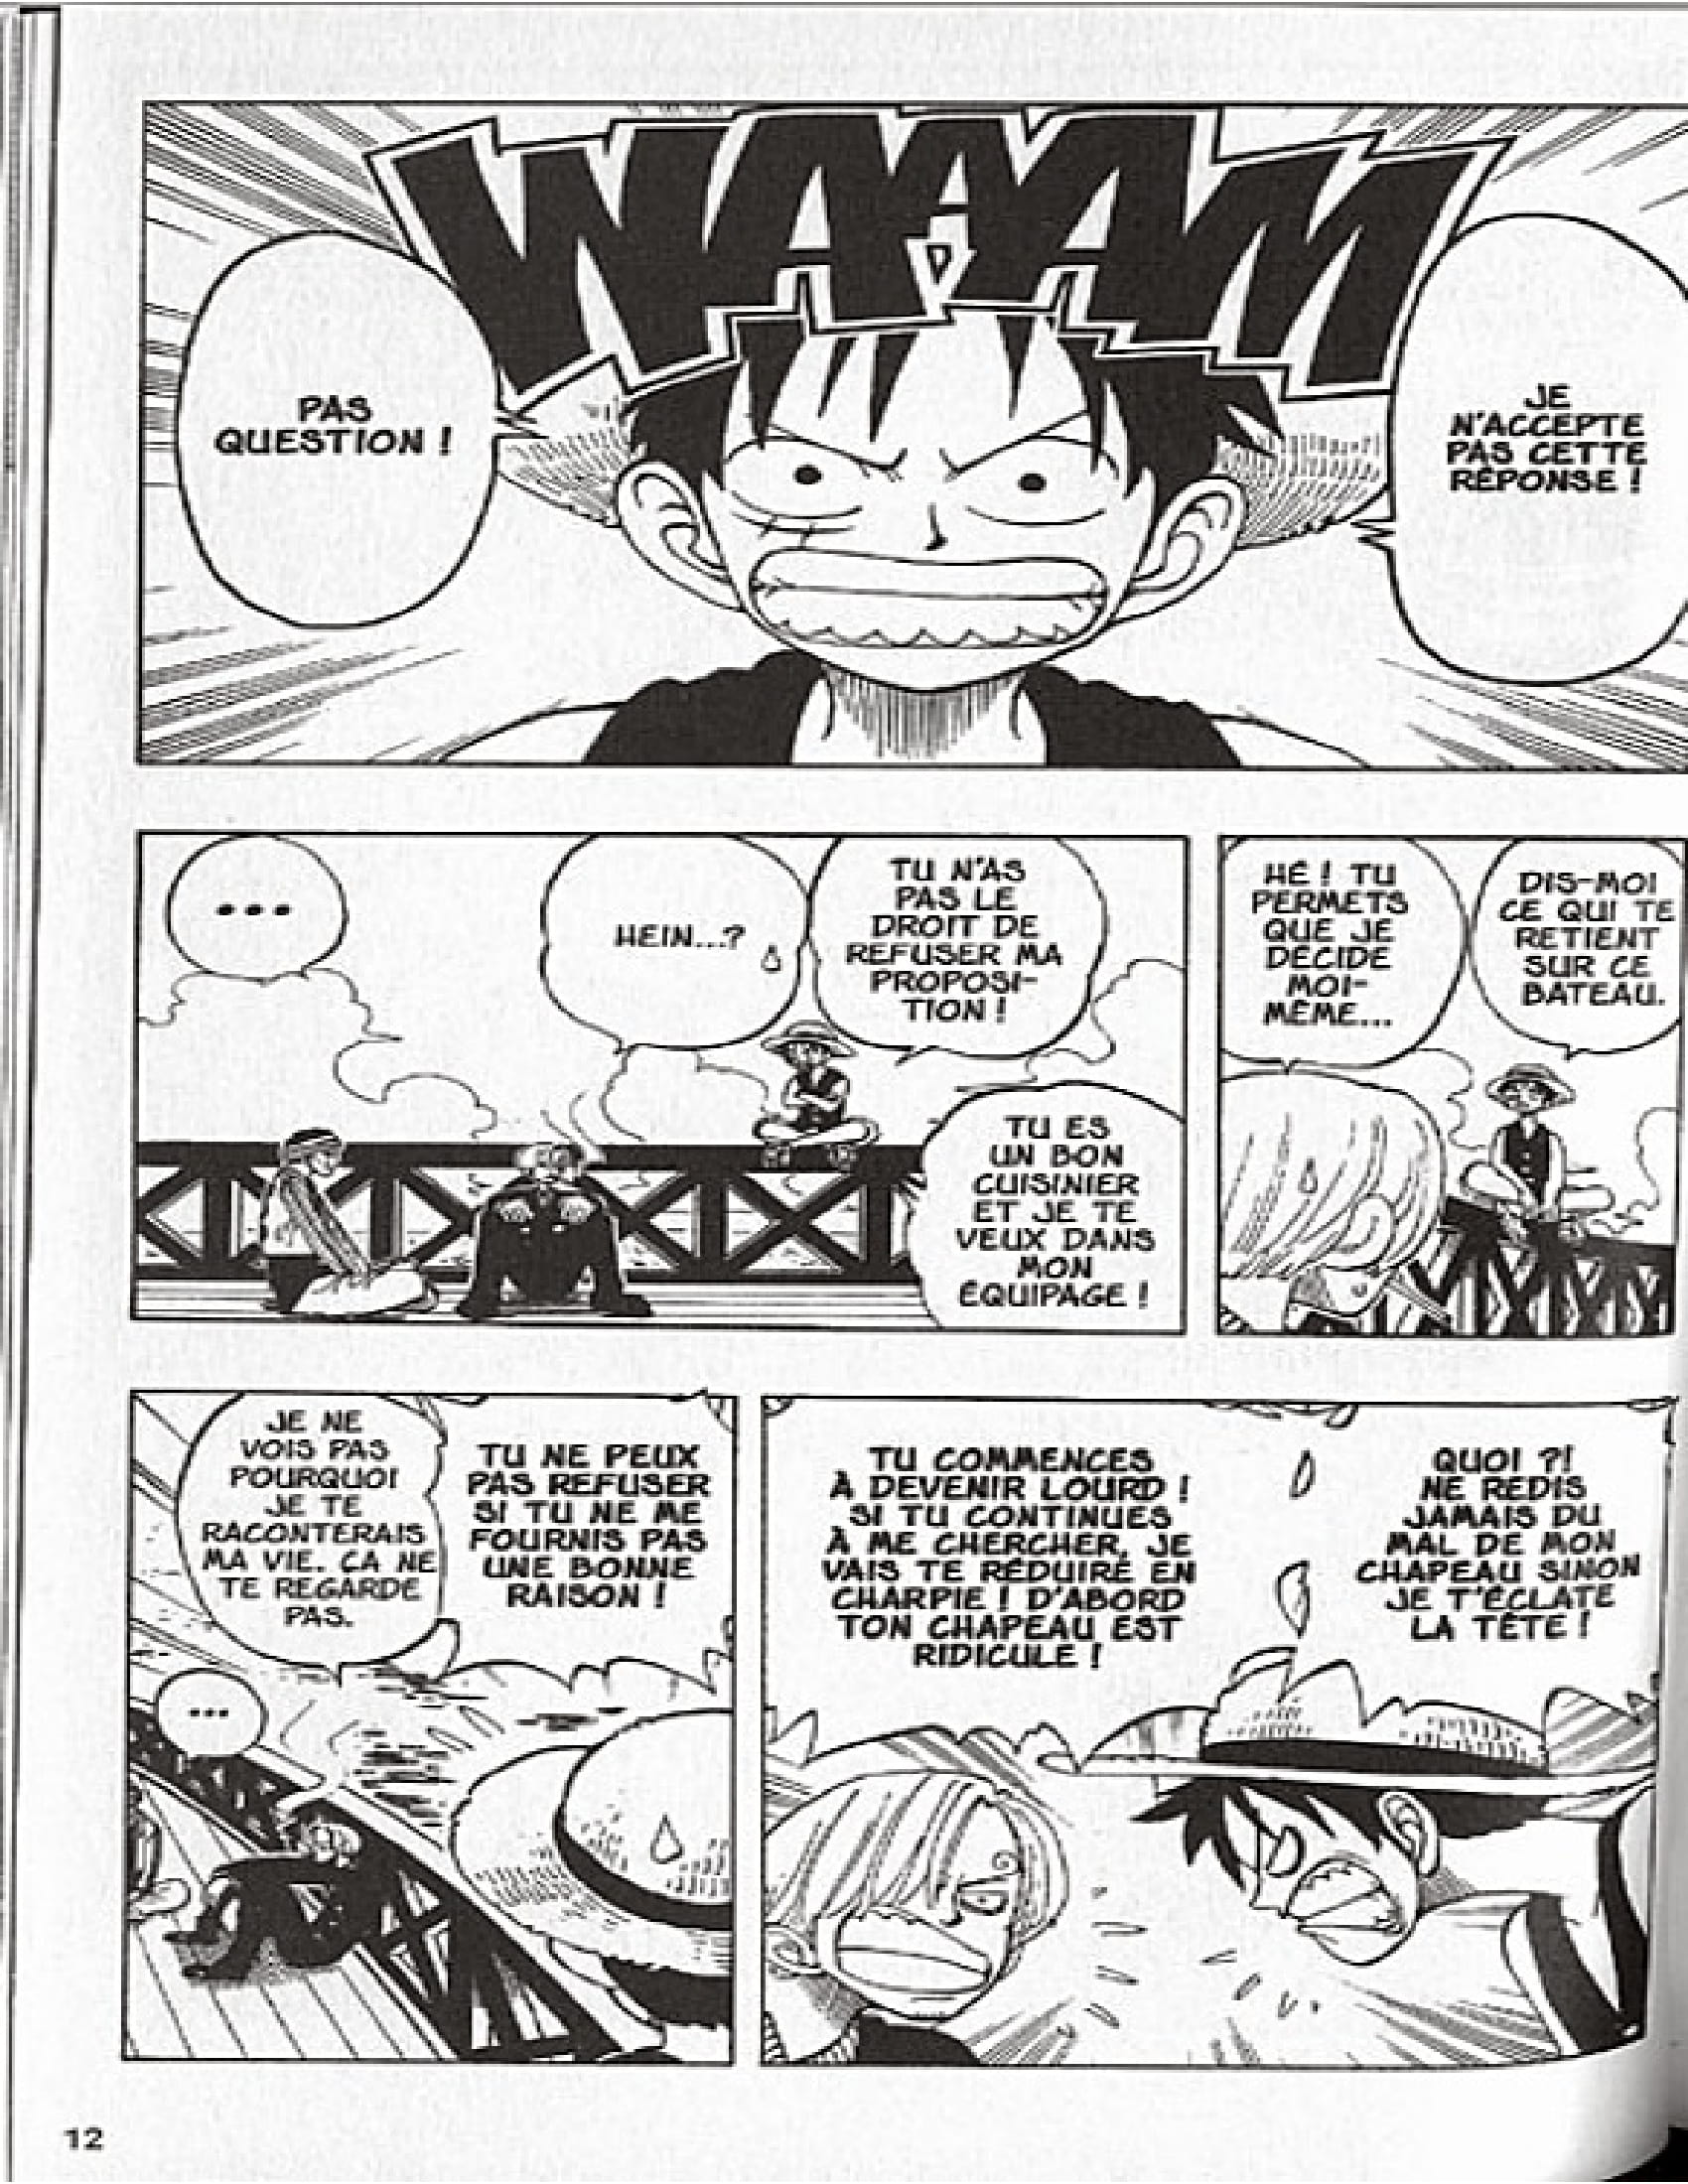 WAAAM
JE
N'ACCEPTE
PAS CETTE
RÉPONSE !
PAS
QUESTION !
DIS-MOI
CE QUI TE
RETIENT
SUR CE
BATEAU.
HÉ ! TU
PERMETS
QUE JE
DÉCIDE
MOI-
MÊME...
TU N'AS
PAS LE
DROIT DE
REFUSER MA
PROPOSI-
TION !
HEIN...?
...
TU ES
UN BON
CUISINIER
ET JE TE
VEUX DANS
MON
ÉQUIPAGE !
QUOI ?!
NE REDIS
JAMAIS DU
MAL DE MON
CHAPEAU SINON
JE T'ÉCLATE
LA TÊTE !
TU COMMENCES
À DEVENIR LOURD !
SI TU CONTINUES
À ME CHERCHER, JE
VAIS TE RÉDUIRE EN
CHARPIE ! D'ABORD
TON CHAPEAU EST
RIDICULE !
TU NE PEUX
PAS REFUSER
SI TU NE ME
FOURNIS PAS
UNE BONNE
RAISON !
JE NE
VOIS PAS
POURQUOI
JE TE
RACONTERAIS
MA VIE. ÇA NE
TE REGARDE
PAS.
...
12